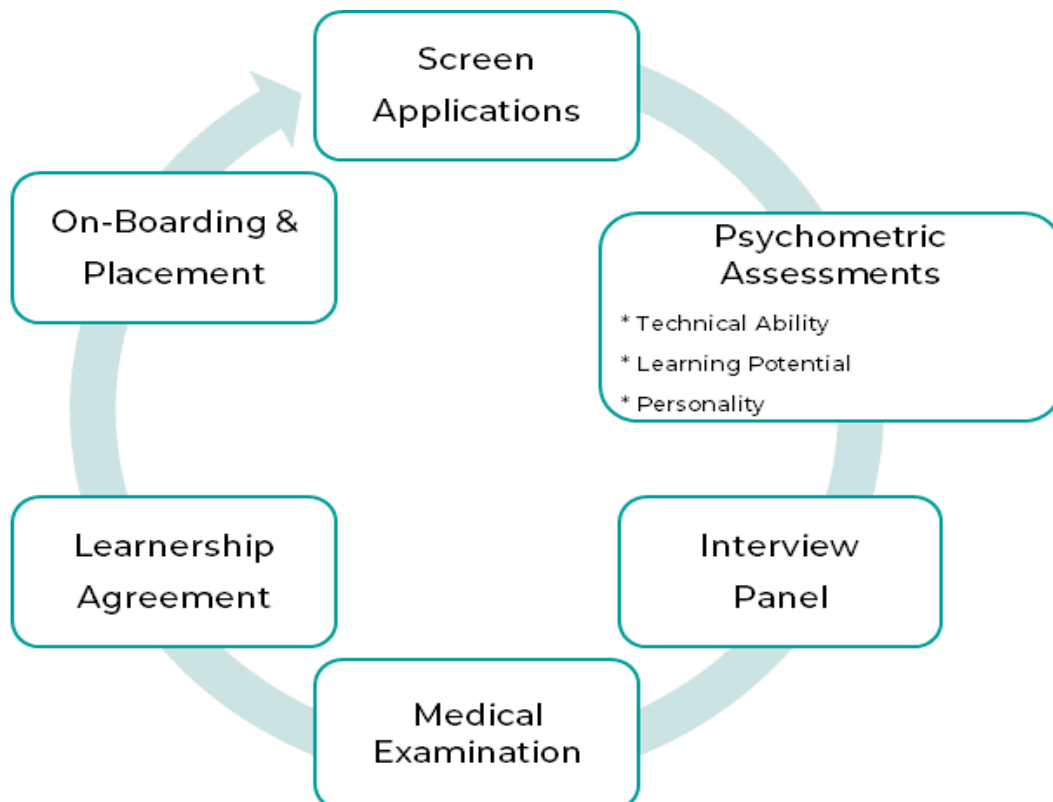 Screen
Applications
Psychometric
Assessments
* Technical Ability
* Learning Potential
* Personality
Interview
Panel
Medical
Examination
Learnership
Agreement
On-Boarding &
Placement